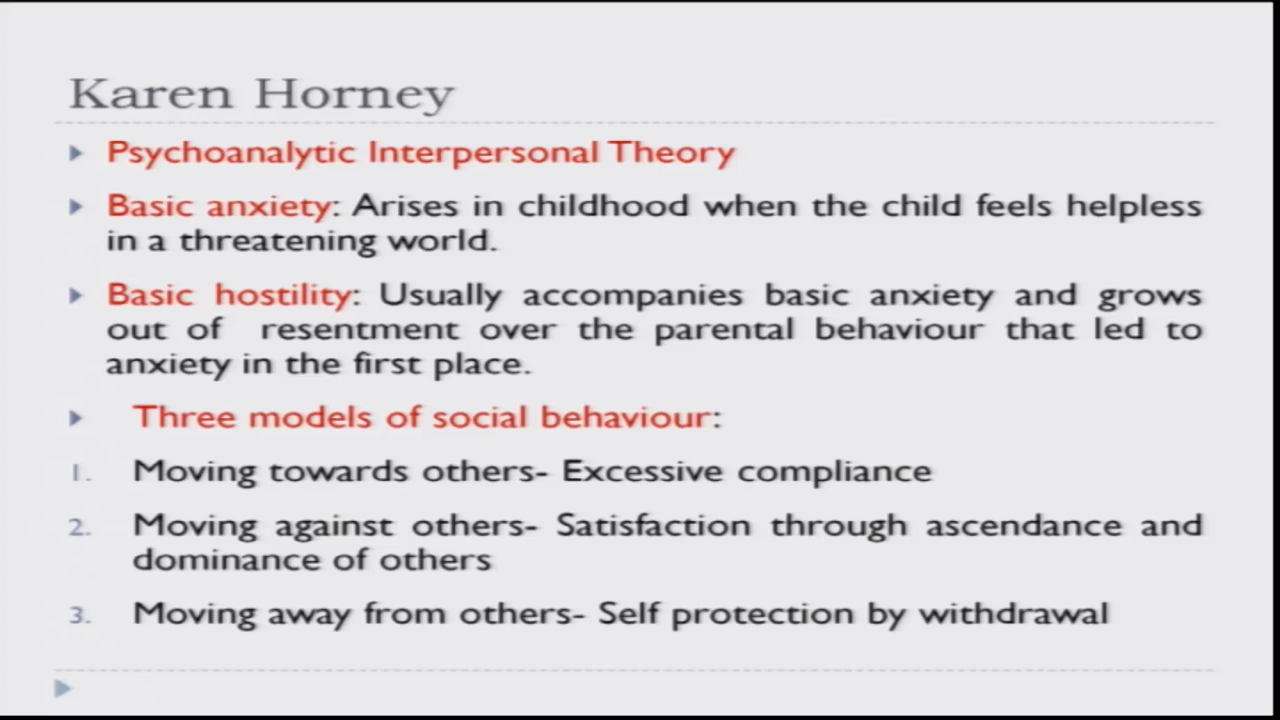 Karen Horney
Psychoanalytic Interpersonal Theory
Basic anxiety: Arises in childhood when the child feels helpless
in a threatening world.
Basic hostility: Usually accompanies basic anxiety and grows
out of resentment over the parental behaviour that led to
anxiety in the first place.
Three models of social behaviour:
1. Moving towards others- Excessive compliance
2. Moving against others- Satisfaction through ascendance and
dominance of others
3. Moving away from others- Self protection by withdrawal